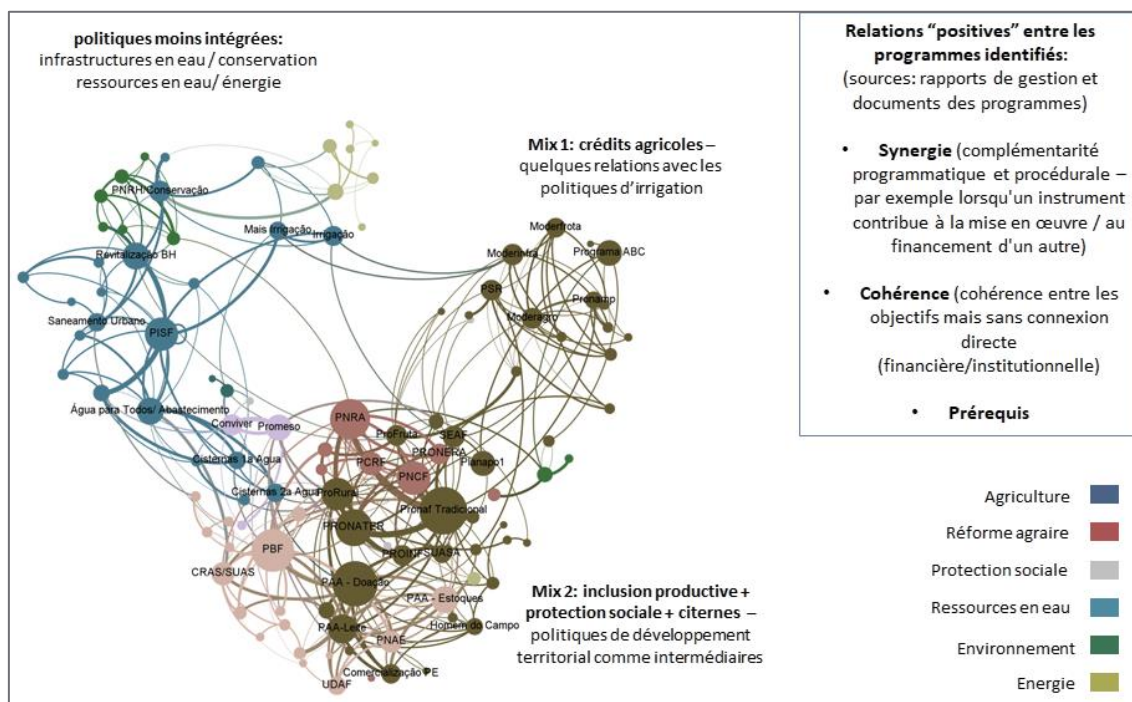 politiques moins intégrées:
infrastructures en eau / conservation
ressources en eau/ énergie
Mix 1: crédits agricoles –
quelques relations avec les
politiques d'irrigation
PNRH/Conservação
Mais Irrigação
Irrigação
Revitalização BH
Saneamento Urbano
PISF
Água para Todos/ Abastecimento
Conviver
Promeso
Cisternas 1a Agua
Cisternas 2a Agua
Moderfrota
Moderinfra
Programa ABC
PSR
Pronamp
Moderagro
PNRA
ProFruta
SEAF
PRONERA
PCRF
Planapo1
PNCF
ProRural
Pronaf Tradicional
PRONATER
PROINF
SUASA
PBF
CRAS/SUAS
PAA - Doação
PAA - Estoques
PAA-Leite
Homem do Campo
PNAE
Comercialização PE
UDAF
Mix 2: inclusion productive +
protection sociale + citernes –
politiques de développement
territorial comme intermédiaires
Relations "positives" entre les
programmes identifiés:
(sources: rapports de gestion et
documents des programmes)
• Synergie (complémentarité
programmatique et procédurale –
par exemple lorsqu'un instrument
contribue à la mise en œuvre / au
financement d'un autre)
• Cohérence (cohérence entre les
objectifs mais sans connexion
directe
(financière/institutionnelle)
• Prérequis
Agriculture
Réforme agraire
Protection sociale
Ressources en eau
Environnement
Energie